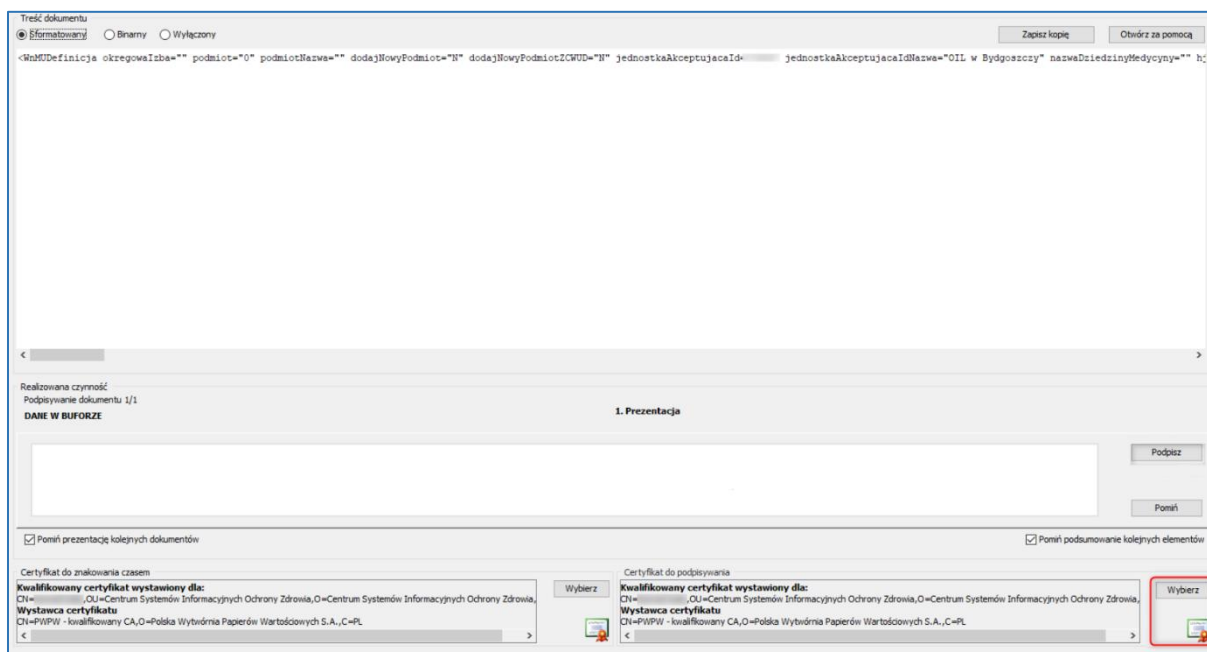 Treść dokumentu
Sformatowany Binarny Wyłączony Zapisz kopię Otwórz za pomocą
<WnMUDefinicja okregowaIzba="" podmiot="0" podmiotNazwa="" dodajNowyPodmiot="N" dodajNowyPodmiotZCWUD="N" jednostkaAkceptujacaId= jednostkaAkceptujacaIdNazwa="OIL w Bydgoszczy" nazwaDziedzinyMedycyny="" hj
Realizowana czynność
Podpisywanie dokumentu 1/1
DANE W BUFORZE 1. Prezentacja
Podpisz
Pomiń
Pomiń prezentację kolejnych dokumentów Pomiń podsumowanie kolejnych elementów
Certyfikat do znakowania czasem
Kwalifikowany certyfikat wystawiony dla: Wybierz
CN= ,OU=Centrum Systemów Informacyjnych Ochrony Zdrowia,O=Centrum Systemów Informacyjnych Ochrony Zdrowia,
Wystawca certyfikatu
CN=PWPW - kwalifikowany CA,O=Polska Wytwórnia Papierów Wartościowych S.A.,C=PL
Certyfikat do podpisywania
Kwalifikowany certyfikat wystawiony dla: Wybierz
CN= ,OU=Centrum Systemów Informacyjnych Ochrony Zdrowia,O=Centrum Systemów Informacyjnych Ochrony Zdrowia,
Wystawca certyfikatu
CN=PWPW - kwalifikowany CA,O=Polska Wytwórnia Papierów Wartościowych S.A.,C=PL